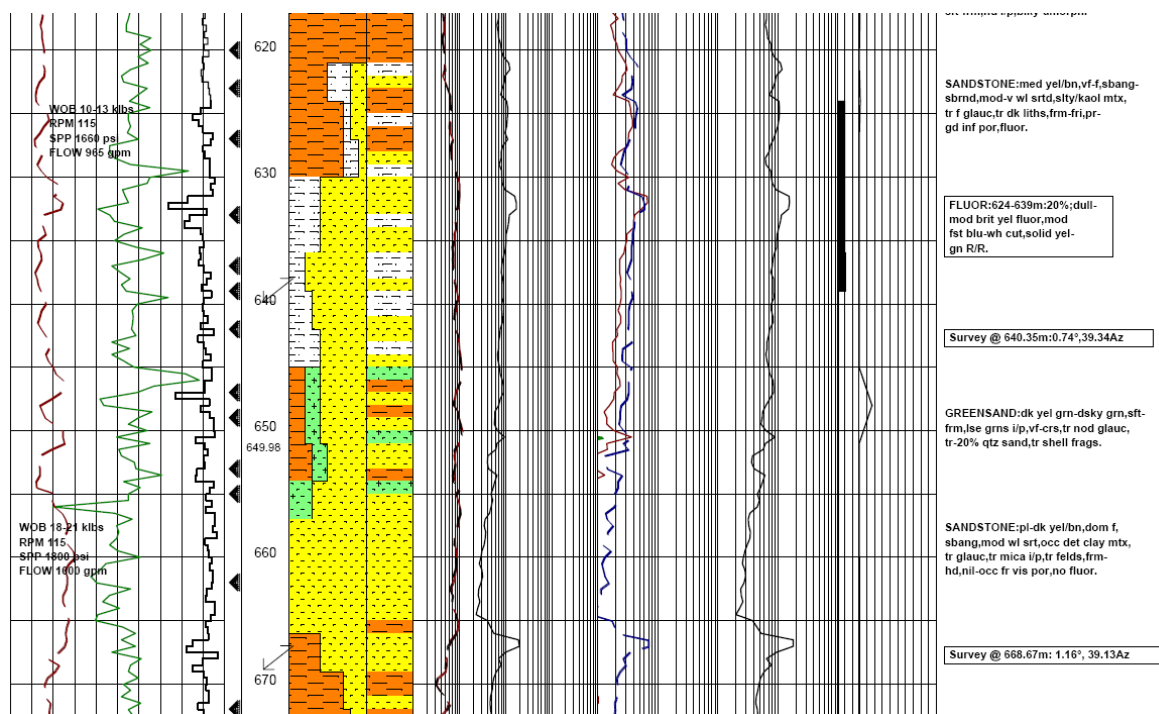 620
SANDSTONE:med yel/bn,vf-f,sbang-
sbrnd,mod-v wl srtd,slty/kaol mtx,
tr f glauc,tr dk liths,frm-fri,pr-
gd inf por,fluor.
WOB 10-13 klbs
RPM 115
SPP 1660 psi
FLOW 965 gpm
630
FLUOR:624-639m:20%;dull-
mod brit yel fluor,mod
fst blu-wh cut,solid yel-
gn R/R.
640
Survey @ 640.35m:0.74°,39.34Az
GREENSAND:dk yel grn-dsky grn,sft-
frm,lse grns i/p,vf-crs,tr nod glauc,
tr-20% qtz sand,tr shell frags.
650
649.98
WOB 18-21 klbs
RPM 115
SPP 1800 psi
FLOW 1000 gpm
SANDSTONE:pl-dk yel/bn,dom f,
sbang,mod wl srt,occ det clay mtx,
tr glauc,tr mica i/p,tr felds,frm-
hd,nil-occ fr vis por,no fluor.
660
Survey @ 668.67m: 1.16°, 39.13Az
670